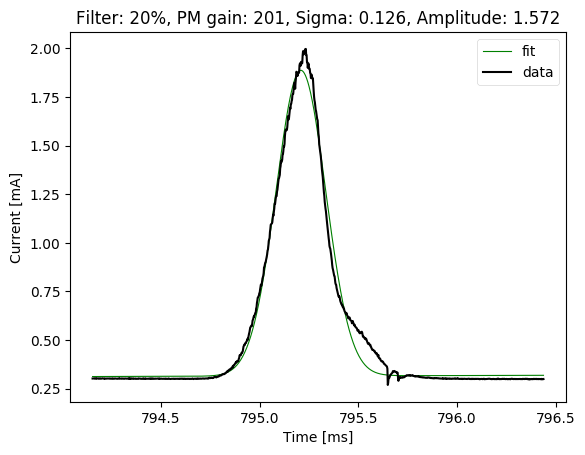 Filter: 20%, PM gain: 201, Sigma: 0.126, Amplitude: 1.572
fit
data
2.00
1.75
1.50
1.25
1.00
0.75
0.50
0.25
Current [mA]
794.5
795.0
795.5
796.0
796.5
Time [ms]